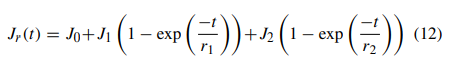 J_r(t) = J_0 + J_1 (1 − exp (−t / r_1)) + J_2 (1 − exp (−t / r_2)) (12)